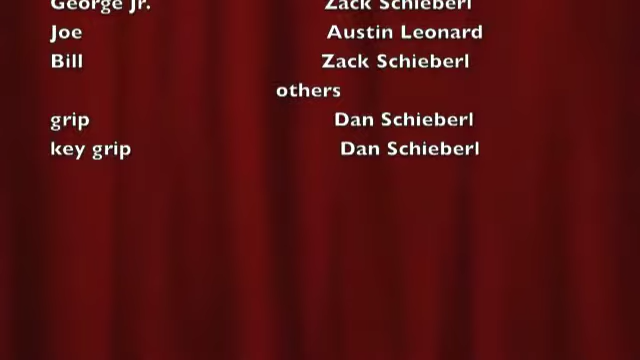 George Jr. Zack Schieberl
Joe Austin Leonard
Bill Zack Schieberl
others
grip Dan Schieberl
key grip Dan Schieberl